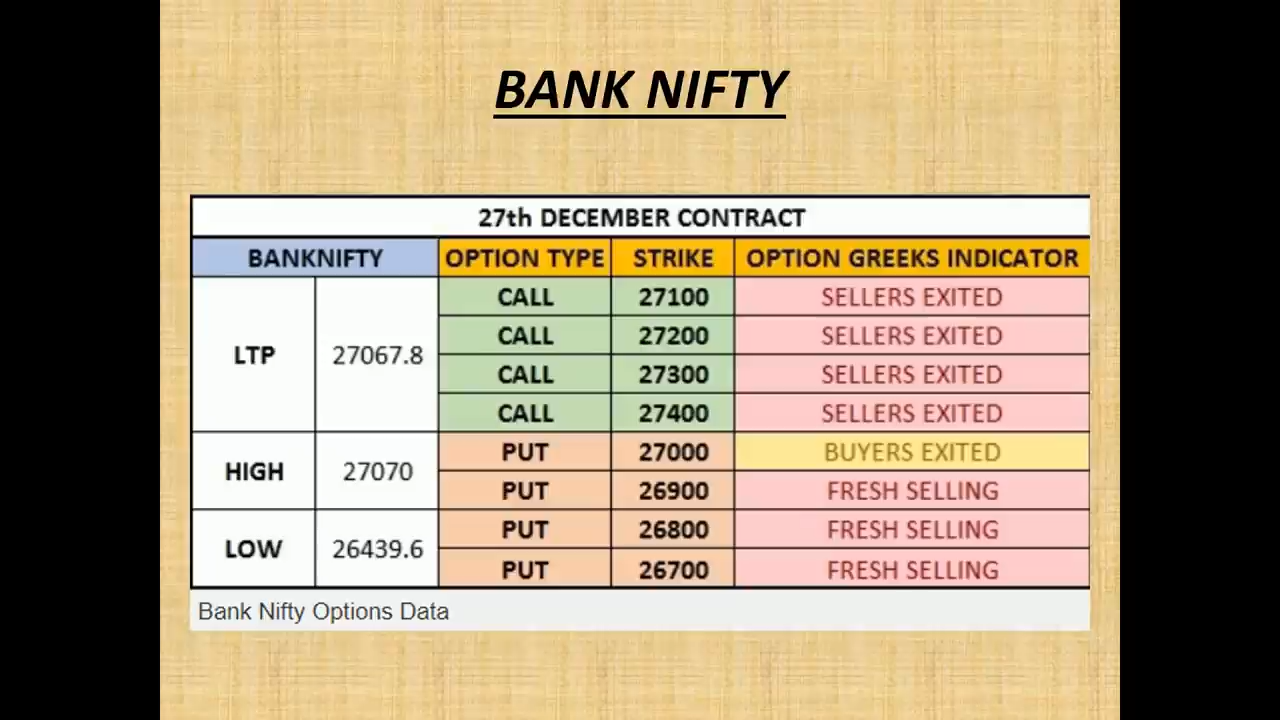 BANK NIFTY
27th DECEMBER CONTRACT
BANKNIFTY OPTION TYPE STRIKE OPTION GREEKS INDICATOR
LTP 27067.8
CALL 27100 SELLERS EXITED
CALL 27200 SELLERS EXITED
CALL 27300 SELLERS EXITED
CALL 27400 SELLERS EXITED
HIGH 27070
PUT 27000 BUYERS EXITED
PUT 26900 FRESH SELLING
LOW 26439.6
PUT 26800 FRESH SELLING
PUT 26700 FRESH SELLING
Bank Nifty Options Data